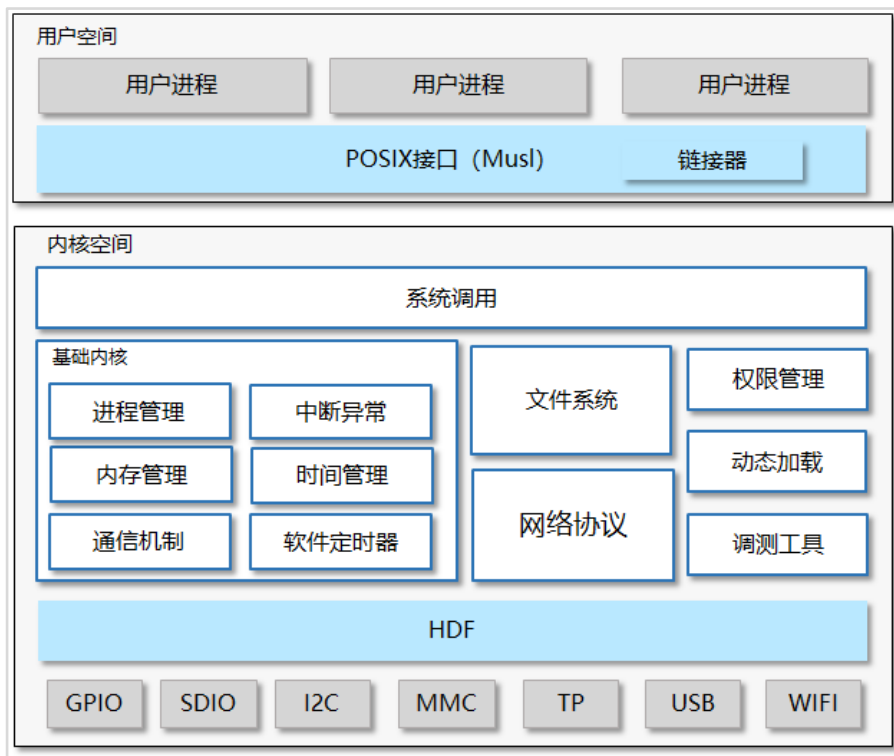 用户空间
用户进程 用户进程 用户进程
POSIX接口（Musl） 链接器
内核空间
系统调用
基础内核
进程管理 中断异常
内存管理 时间管理
通信机制 软件定时器
文件系统
网络协议
权限管理
动态加载
调测工具
HDF
GPIO SDIO I2C MMC TP USB WIFI